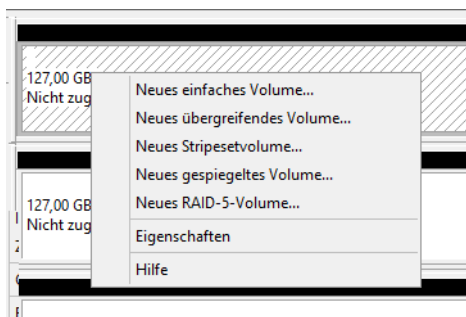 127,00 GB
Nicht zug
Neues einfaches Volume...
Neues übergreifendes Volume...
Neues Stripesetvolume...
Neues gespiegeltes Volume...
Neues RAID-5-Volume...
Eigenschaften
Hilfe
127,00 GB
Nicht zug